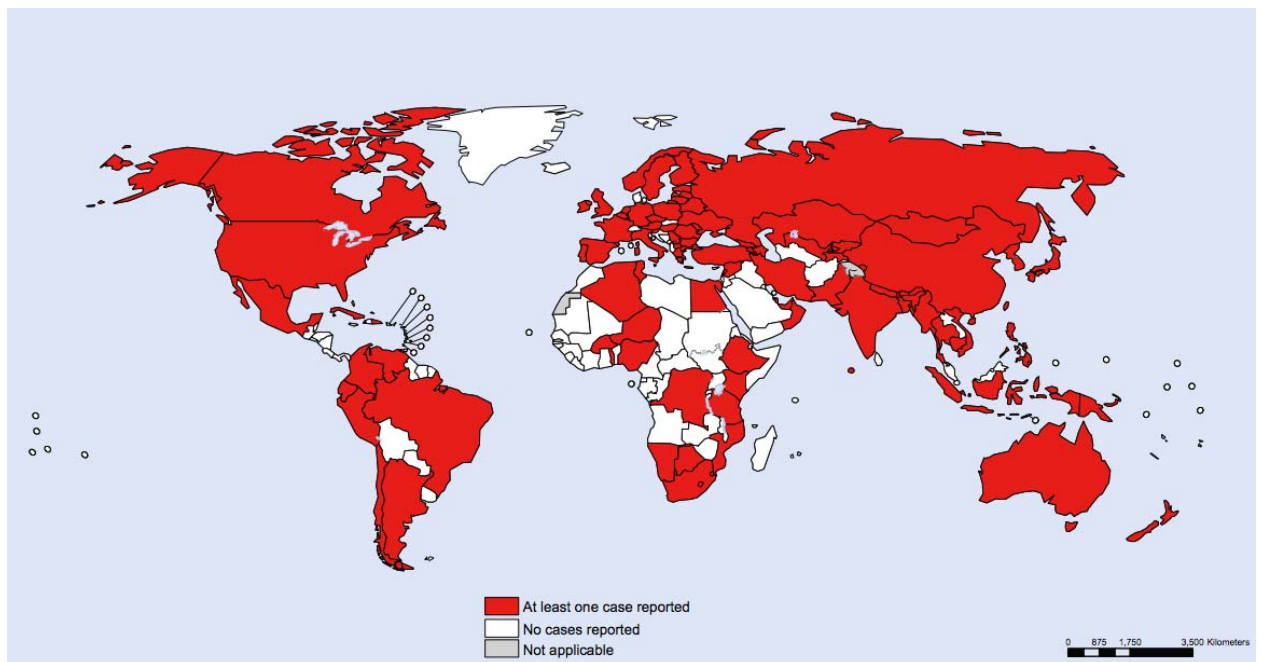 At least one case reported
No cases reported
Not applicable
0 875 1,750 3,500 Kilometers